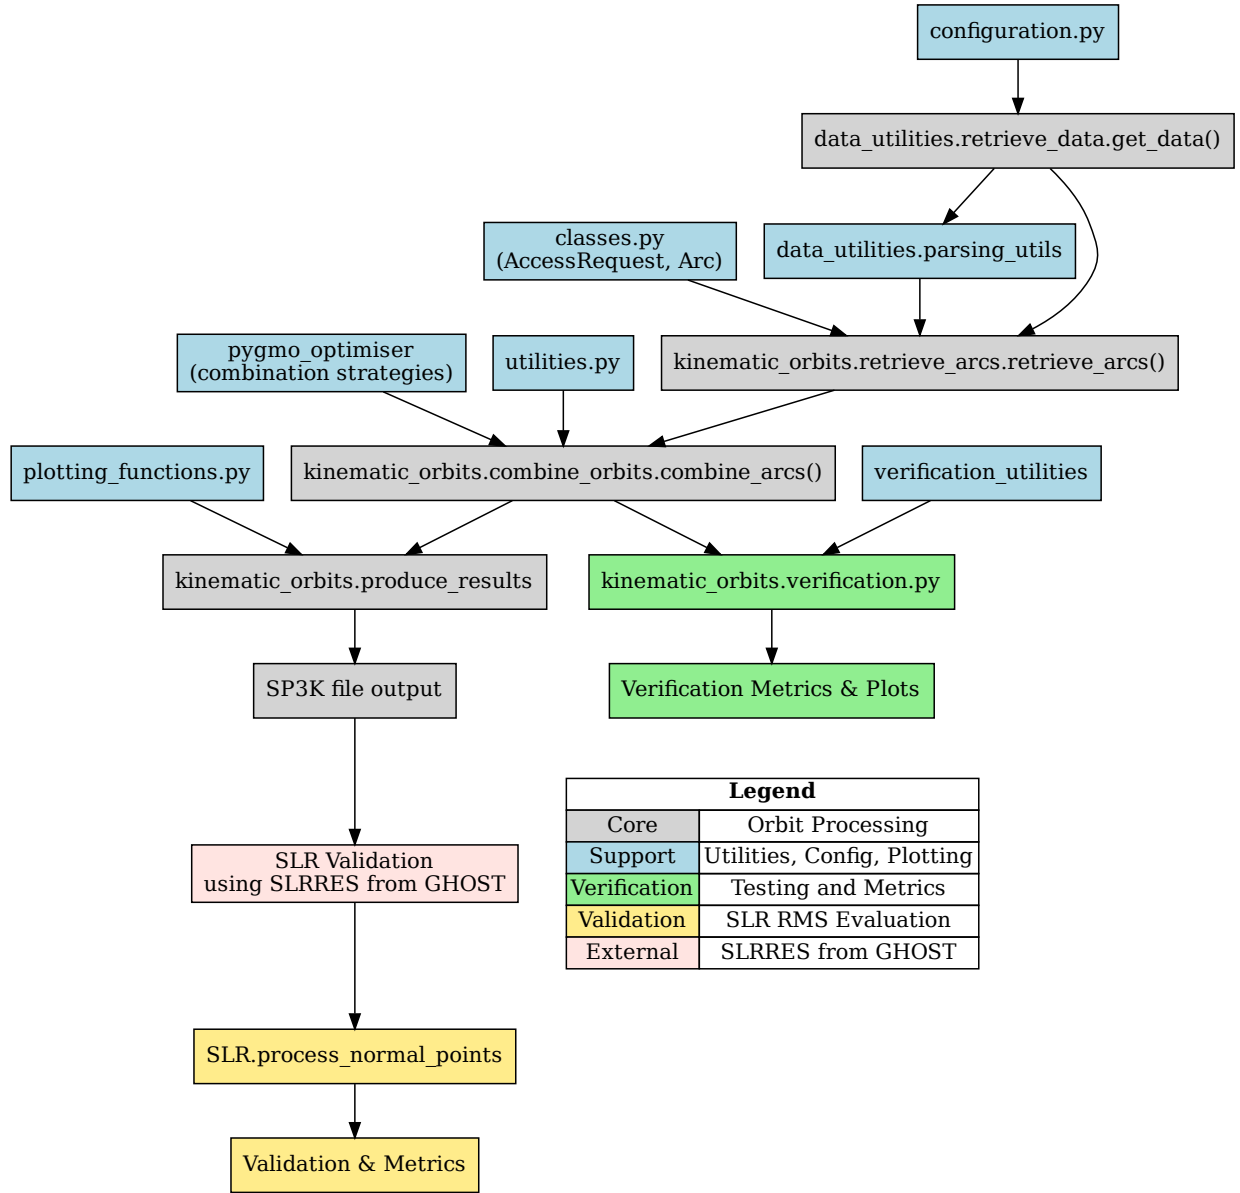 configuration.py
data_utilities.retrieve_data.get_data()
classes.py
(AccessRequest, Arc)
data_utilities.parsing_utils
pygmo_optimiser
(combination strategies)
utilities.py
kinematic_orbits.retrieve_arcs.retrieve_arcs()
plotting_functions.py
kinematic_orbits.combine_orbits.combine_arcs()
verification_utilities
kinematic_orbits.produce_results
kinematic_orbits.verification.py
SP3K file output
Verification Metrics & Plots
Legend
Core Orbit Processing
Support Utilities, Config, Plotting
Verification Testing and Metrics
Validation SLR RMS Evaluation
External SLRRES from GHOST
SLR Validation
using SLRRES from GHOST
SLR.process_normal_points
Validation & Metrics